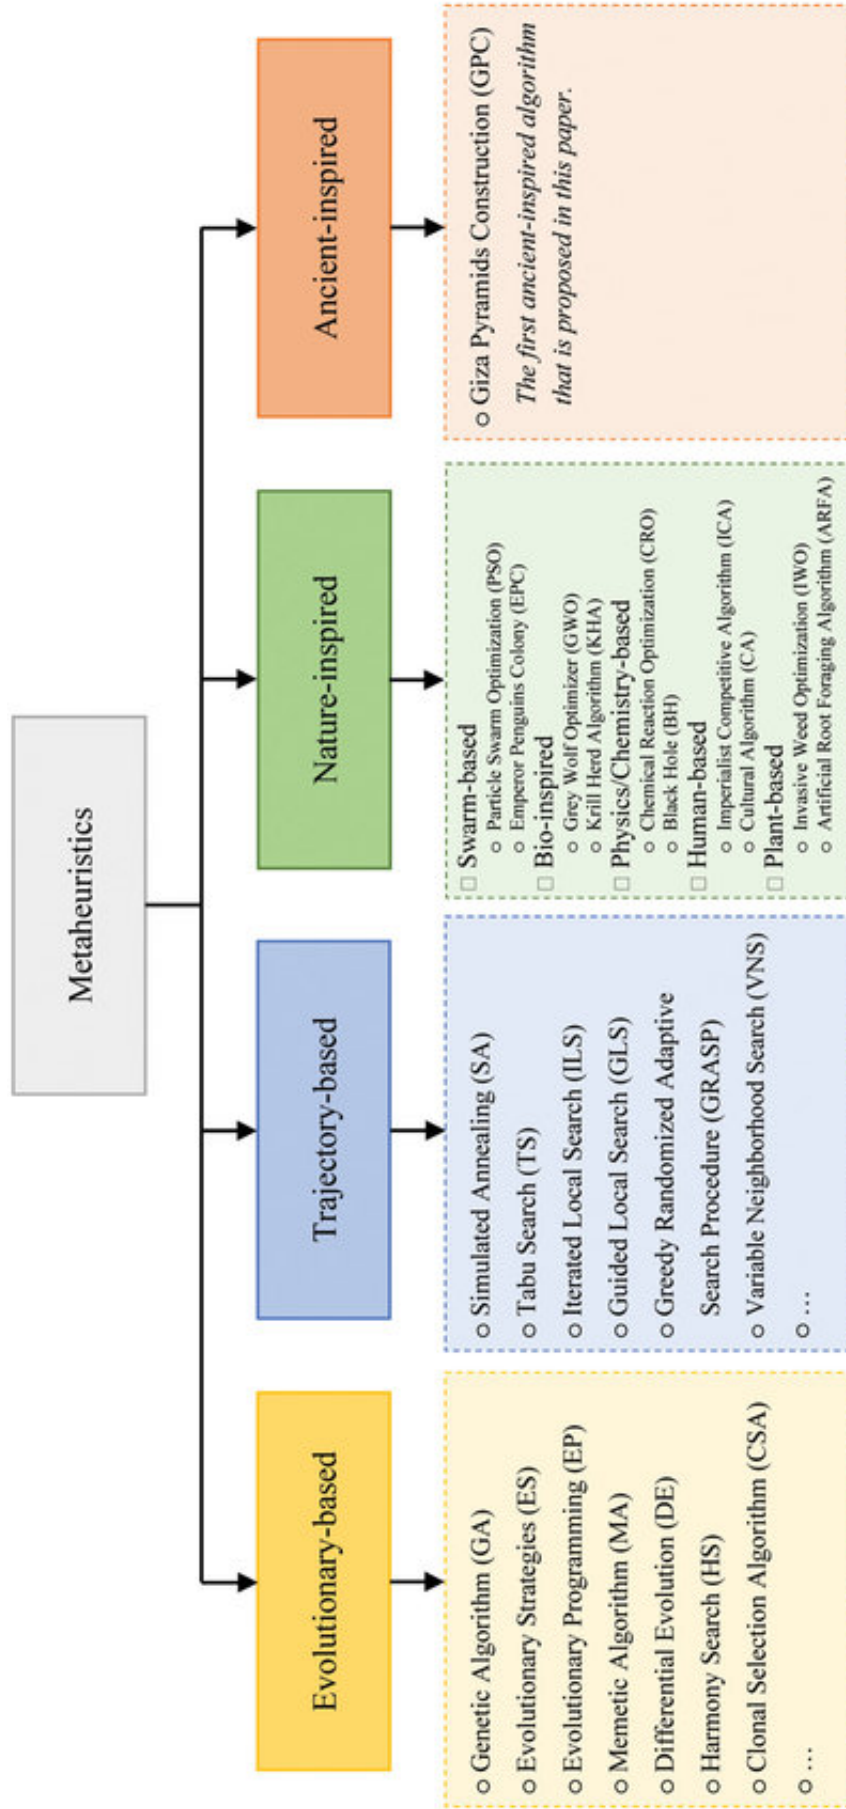 Metaheuristics
Evolutionary-based
Trajectory-based
Nature-inspired
Ancient-inspired
○ Genetic Algorithm (GA)
○ Evolutionary Strategies (ES)
○ Evolutionary Programming (EP)
○ Memetic Algorithm (MA)
○ Differential Evolution (DE)
○ Harmony Search (HS)
○ Clonal Selection Algorithm (CSA)
○ …
○ Simulated Annealing (SA)
○ Tabu Search (TS)
○ Iterated Local Search (ILS)
○ Guided Local Search (GLS)
○ Greedy Randomized Adaptive
Search Procedure (GRASP)
○ Variable Neighborhood Search (VNS)
○ …
□ Swarm-based
○ Particle Swarm Optimization (PSO)
○ Emperor Penguins Colony (EPC)
□ Bio-inspired
○ Grey Wolf Optimizer (GWO)
○ Krill Herd Algorithm (KHA)
□ Physics/Chemistry-based
○ Chemical Reaction Optimization (CRO)
○ Black Hole (BH)
□ Human-based
○ Imperialist Competitive Algorithm (ICA)
○ Cultural Algorithm (CA)
□ Plant-based
○ Invasive Weed Optimization (IWO)
○ Artificial Root Foraging Algorithm (ARFA)
○ Giza Pyramids Construction (GPC)
The first ancient-inspired algorithm
that is proposed in this paper.